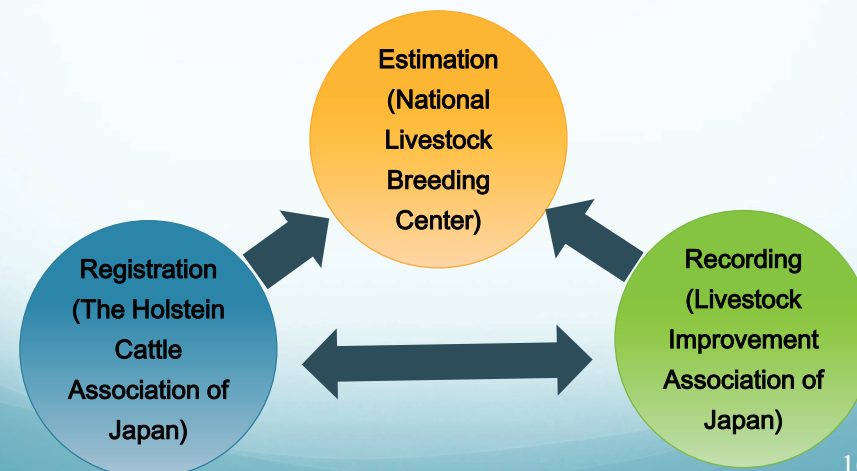 Estimation
(National
Livestock
Breeding
Center)
Registration
(The Holstein
Cattle
Association of
Japan)
Recording
(Livestock
Improvement
Association of
Japan)
1